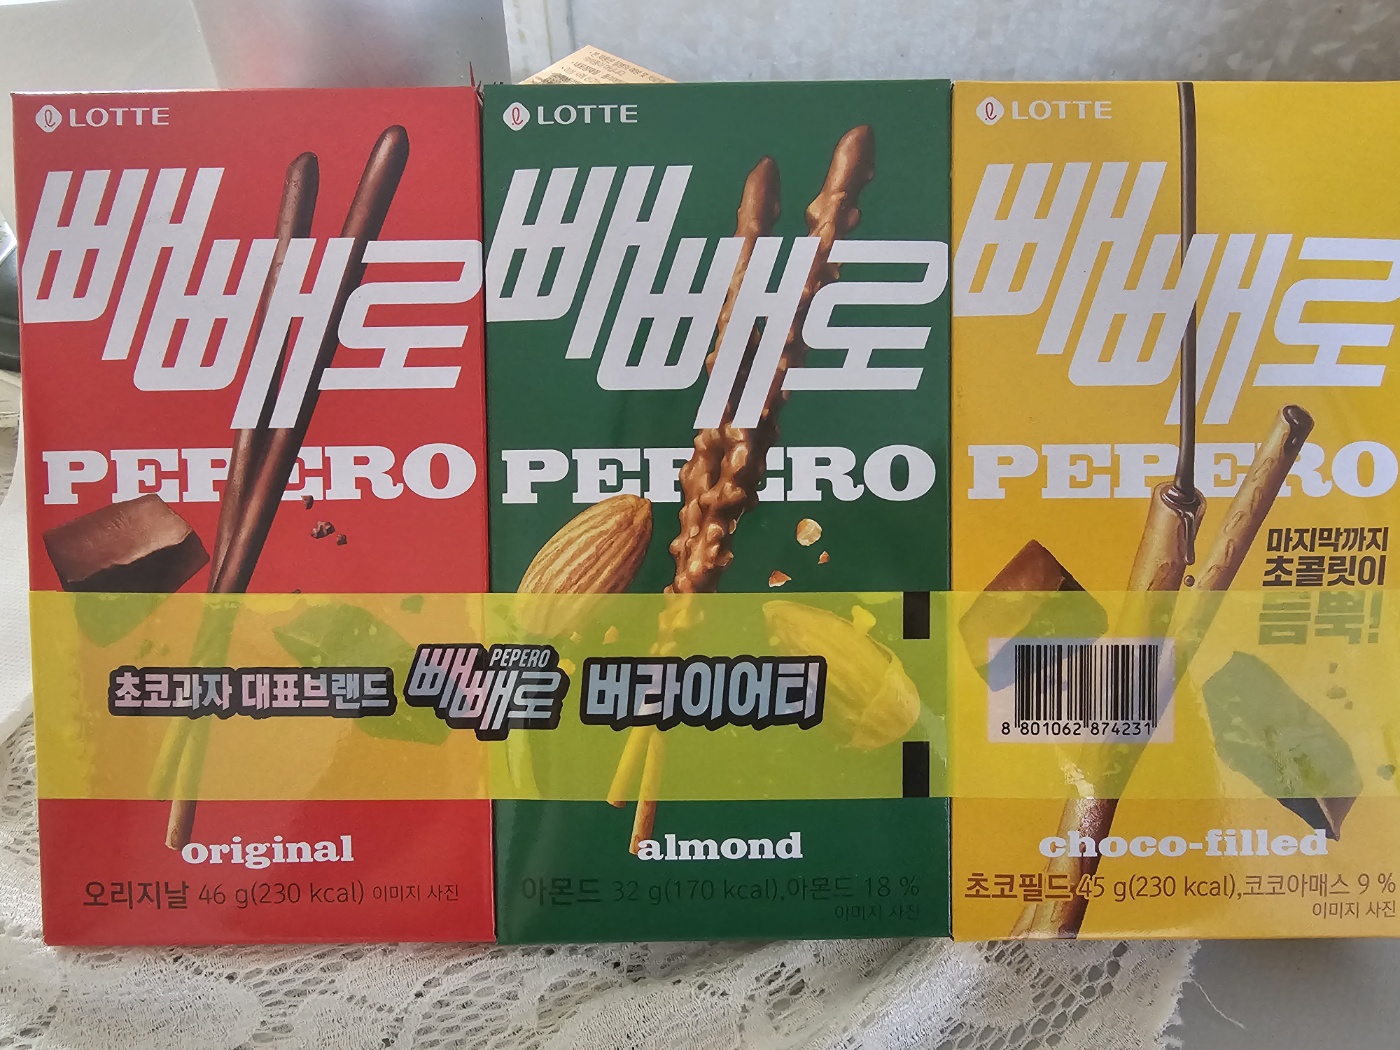 LOTTE
빼빼로
PEPERO
original
오리지날 46 g(230 kcal) 이미지 사진
LOTTE
빼빼로
PEPERO
almond
아몬드 32 g(170 kcal),아몬드 18 %
이미지 사진
LOTTE
빼빼로
PEPERO
마지막까지
초콜릿이
듬뿍!
choco-filled
초코필드 45 g(230 kcal),코코아매스 9 %
이미지 사진
초코과자 대표브랜드 빼빼로 PEPERO 버라이어티
8 801062 874231